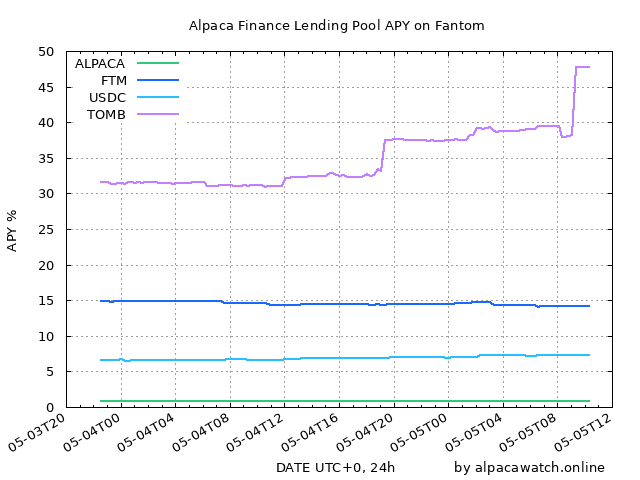 Alpaca Finance Lending Pool APY on Fantom
ALPACA
FTM
USDC
TOMB
APY %
50
45
40
35
30
25
20
15
10
5
0
05-03T20
05-04T00
05-04T04
05-04T08
05-04T12
05-04T16
05-04T20
05-05T00
05-05T04
05-05T08
05-05T12
DATE UTC+0, 24h
by alpacawatch.online